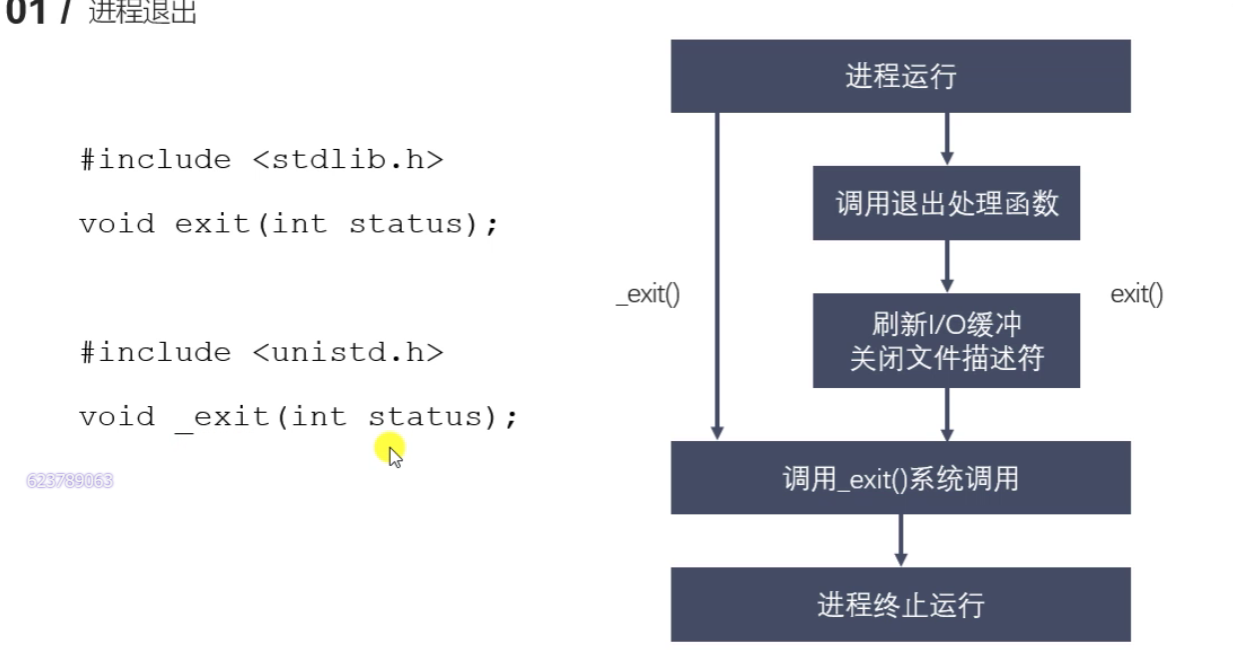 01 / 进程退出
#include <stdlib.h>
void exit(int status);
#include <unistd.h>
void _exit(int status);
623789063
进程运行
调用退出处理函数
_exit()
exit()
刷新I/O缓冲
关闭文件描述符
调用_exit()系统调用
进程终止运行